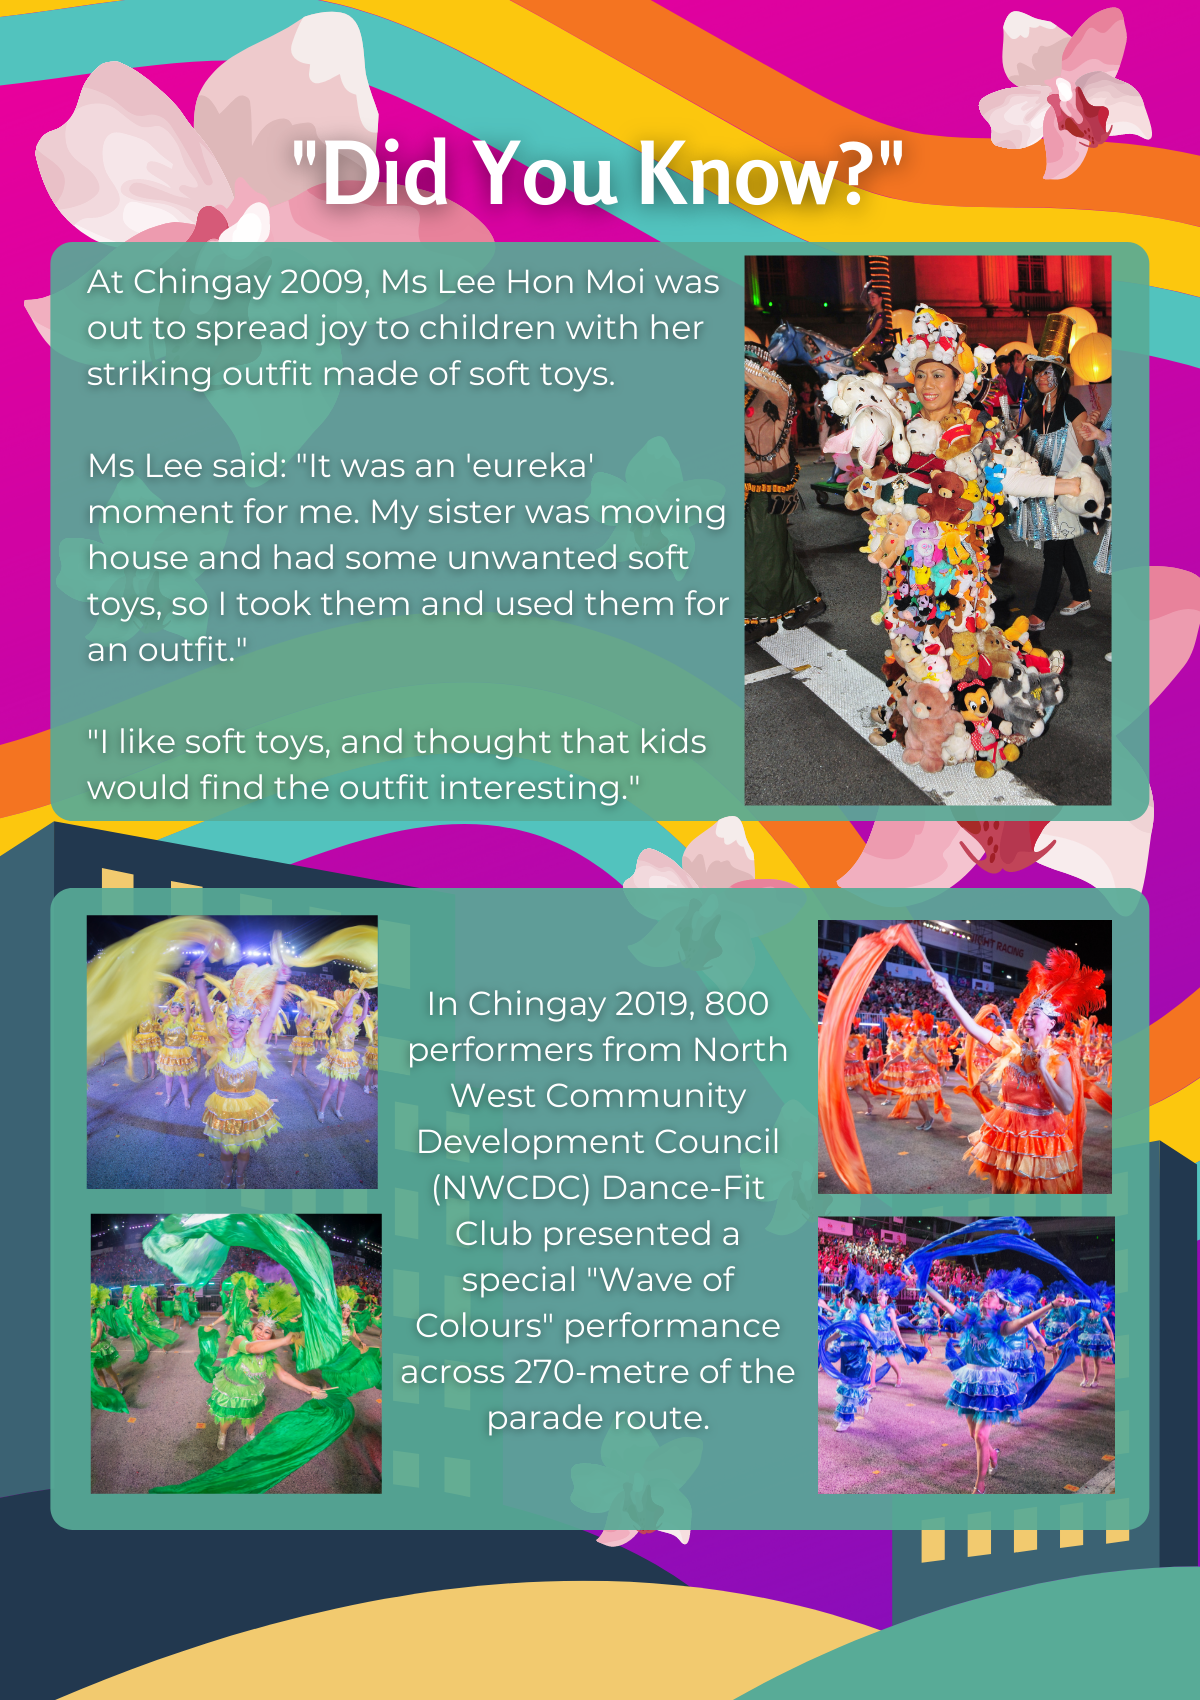 "Did You Know?"
At Chingay 2009, Ms Lee Hon Moi was
out to spread joy to children with her
striking outfit made of soft toys.
Ms Lee said: "It was an 'eureka'
moment for me. My sister was moving
house and had some unwanted soft
toys, so I took them and used them for
an outfit."
"I like soft toys, and thought that kids
would find the outfit interesting."
In Chingay 2019, 800
performers from North
West Community
Development Council
(NWCDC) Dance-Fit
Club presented a
special "Wave of
Colours" performance
across 270-metre of the
parade route.
RACING